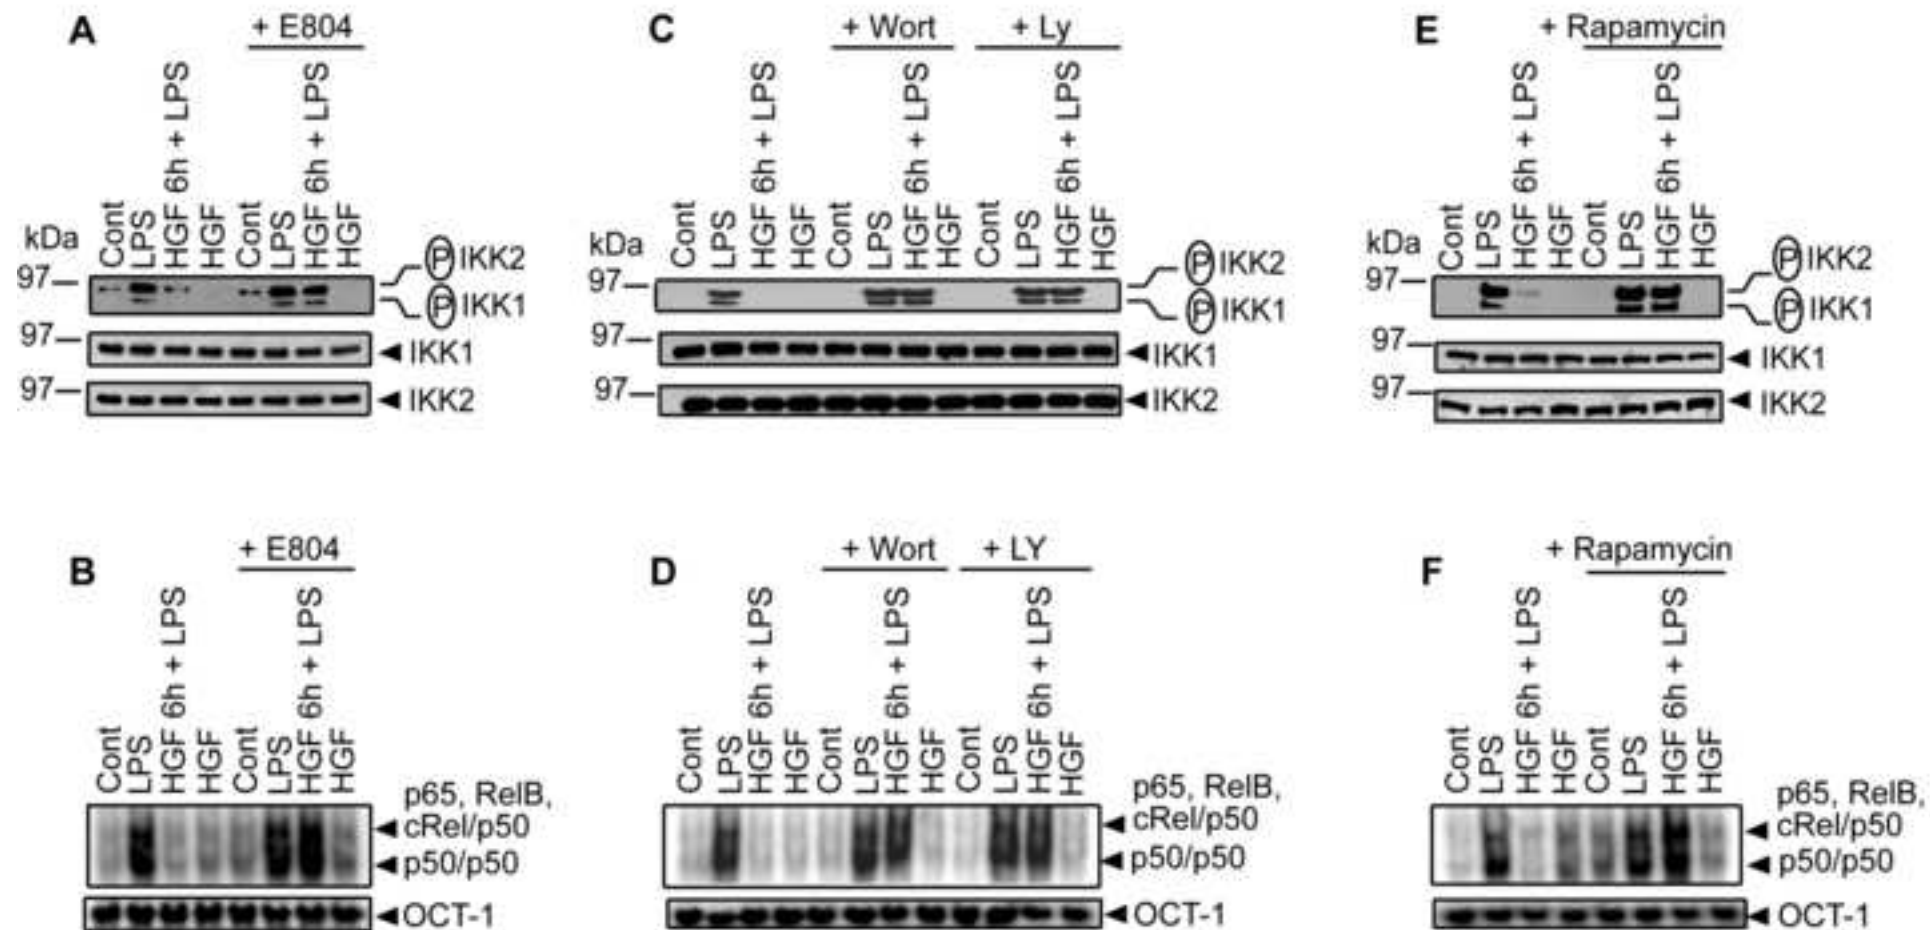 A
+ E804
Cont
LPS
HGF 6h + LPS
HGF
Cont
LPS
HGF 6h + LPS
HGF
kDa
97
P IKK2
P IKK1
97
IKK1
97
IKK2
C
+ Wort
+ Ly
Cont
LPS
HGF 6h + LPS
HGF
Cont
LPS
HGF 6h + LPS
HGF
Cont
LPS
HGF 6h + LPS
HGF
kDa
97
P IKK2
P IKK1
97
IKK1
97
IKK2
E
+ Rapamycin
Cont
LPS
HGF 6h + LPS
HGF
Cont
LPS
HGF 6h + LPS
HGF
kDa
97
P IKK2
P IKK1
97
IKK1
97
IKK2
B
+ E804
Cont
LPS
HGF 6h + LPS
HGF
Cont
LPS
HGF 6h + LPS
HGF
p65, RelB,
cRel/p50
p50/p50
OCT-1
D
+ Wort
+ LY
Cont
LPS
HGF 6h + LPS
HGF
Cont
LPS
HGF 6h + LPS
HGF
Cont
LPS
HGF 6h + LPS
HGF
p65, RelB,
cRel/p50
p50/p50
OCT-1
F
+ Rapamycin
Cont
LPS
HGF 6h + LPS
HGF
Cont
LPS
HGF 6h + LPS
HGF
p65, RelB,
cRel/p50
p50/p50
OCT-1